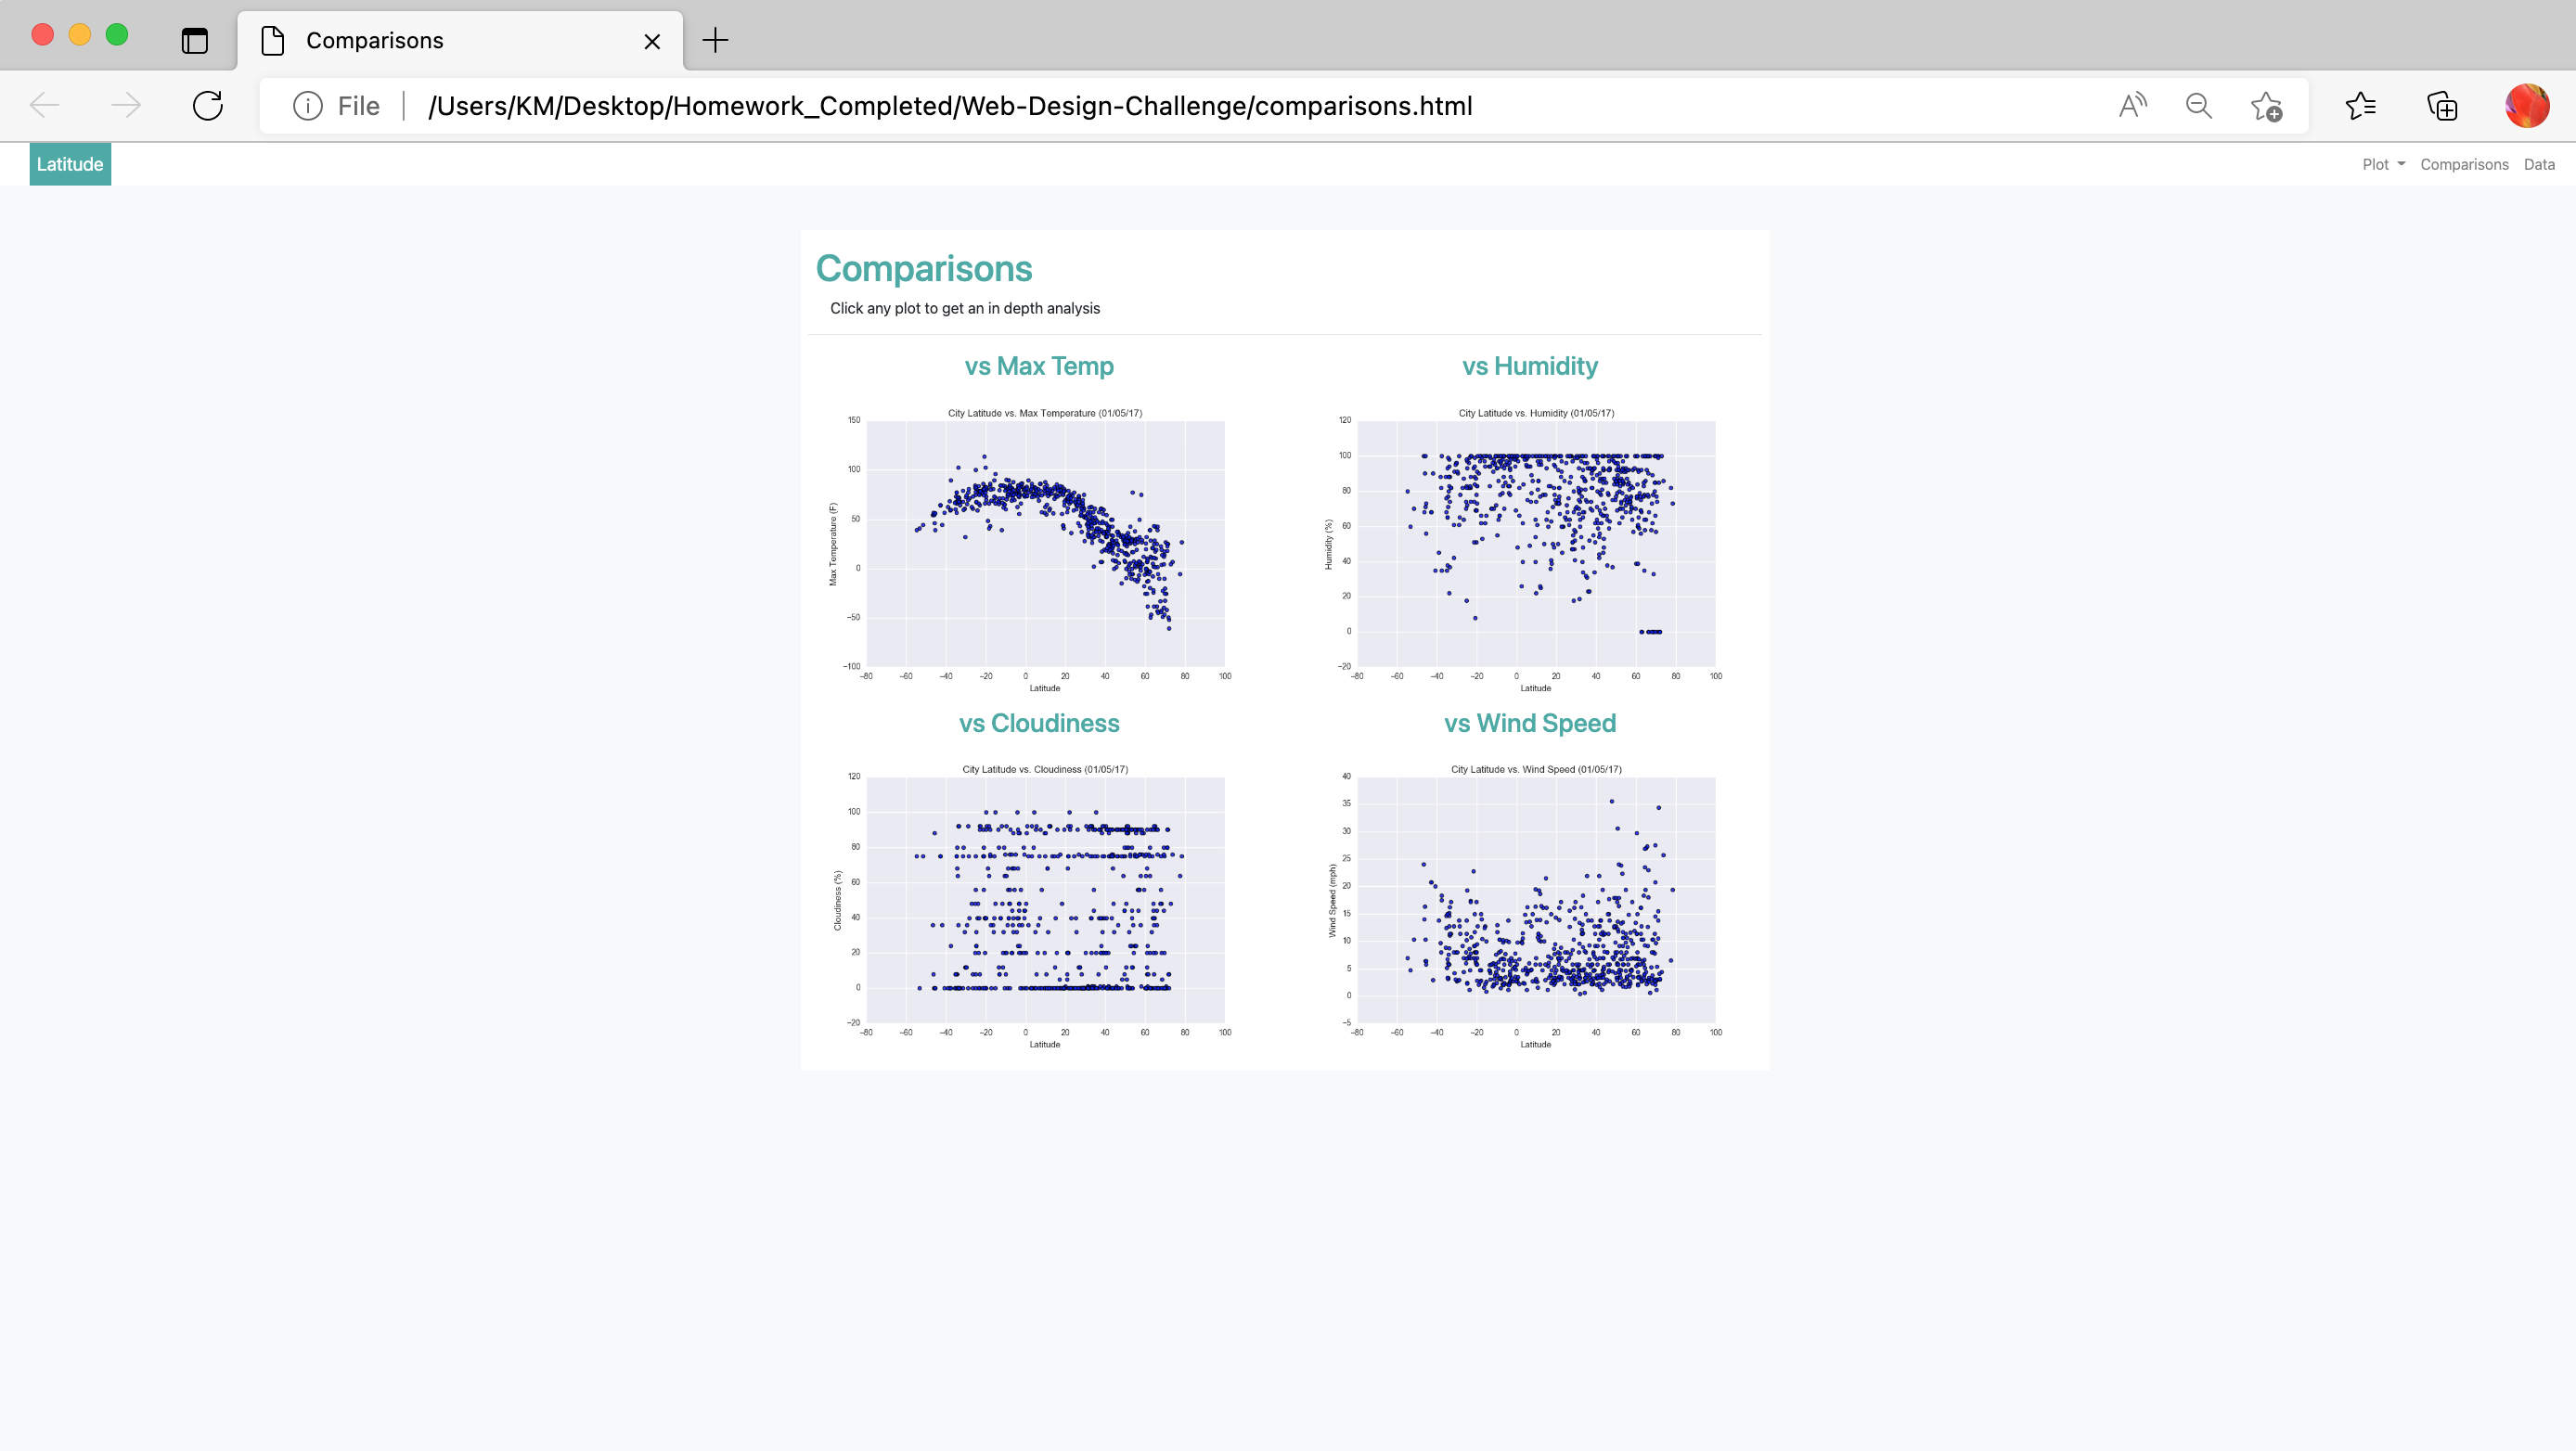 Comparisons
File | /Users/KM/Desktop/Homework_Completed/Web-Design-Challenge/comparisons.html
Latitude
Plot Comparisons Data
Comparisons
Click any plot to get an in depth analysis
vs Max Temp
City Latitude vs. Max Temperature (01/05/17)
Max Temperature (F)
150
100
50
0
−50
−100
−80 −60 −40 −20 0 20 40 60 80 100
Latitude
vs Humidity
City Latitude vs. Humidity (01/05/17)
Humidity (%)
120
100
80
60
40
20
0
−20
−80 −60 −40 −20 0 20 40 60 80 100
Latitude
vs Cloudiness
City Latitude vs. Cloudiness (01/05/17)
Cloudiness (%)
120
100
80
60
40
20
0
−20
−80 −60 −40 −20 0 20 40 60 80 100
Latitude
vs Wind Speed
City Latitude vs. Wind Speed (01/05/17)
Wind Speed (mph)
40
35
30
25
20
15
10
5
0
−5
−80 −60 −40 −20 0 20 40 60 80 100
Latitude